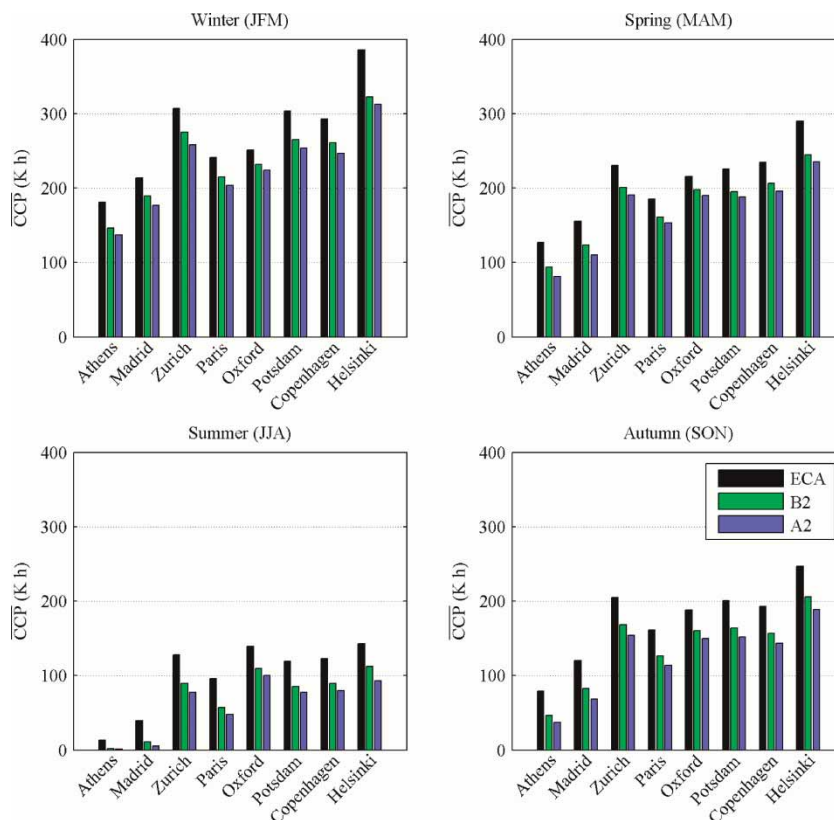 Winter (JFM)
400
300
200
100
0
CCP (K h)
Athens
Madrid
Zurich
Paris
Oxford
Potsdam
Copenhagen
Helsinki
Spring (MAM)
400
300
200
100
0
CCP (K h)
Athens
Madrid
Zurich
Paris
Oxford
Potsdam
Copenhagen
Helsinki
Summer (JJA)
400
300
200
100
0
CCP (K h)
Athens
Madrid
Zurich
Paris
Oxford
Potsdam
Copenhagen
Helsinki
Autumn (SON)
400
300
200
100
0
CCP (K h)
ECA
B2
A2
Athens
Madrid
Zurich
Paris
Oxford
Potsdam
Copenhagen
Helsinki